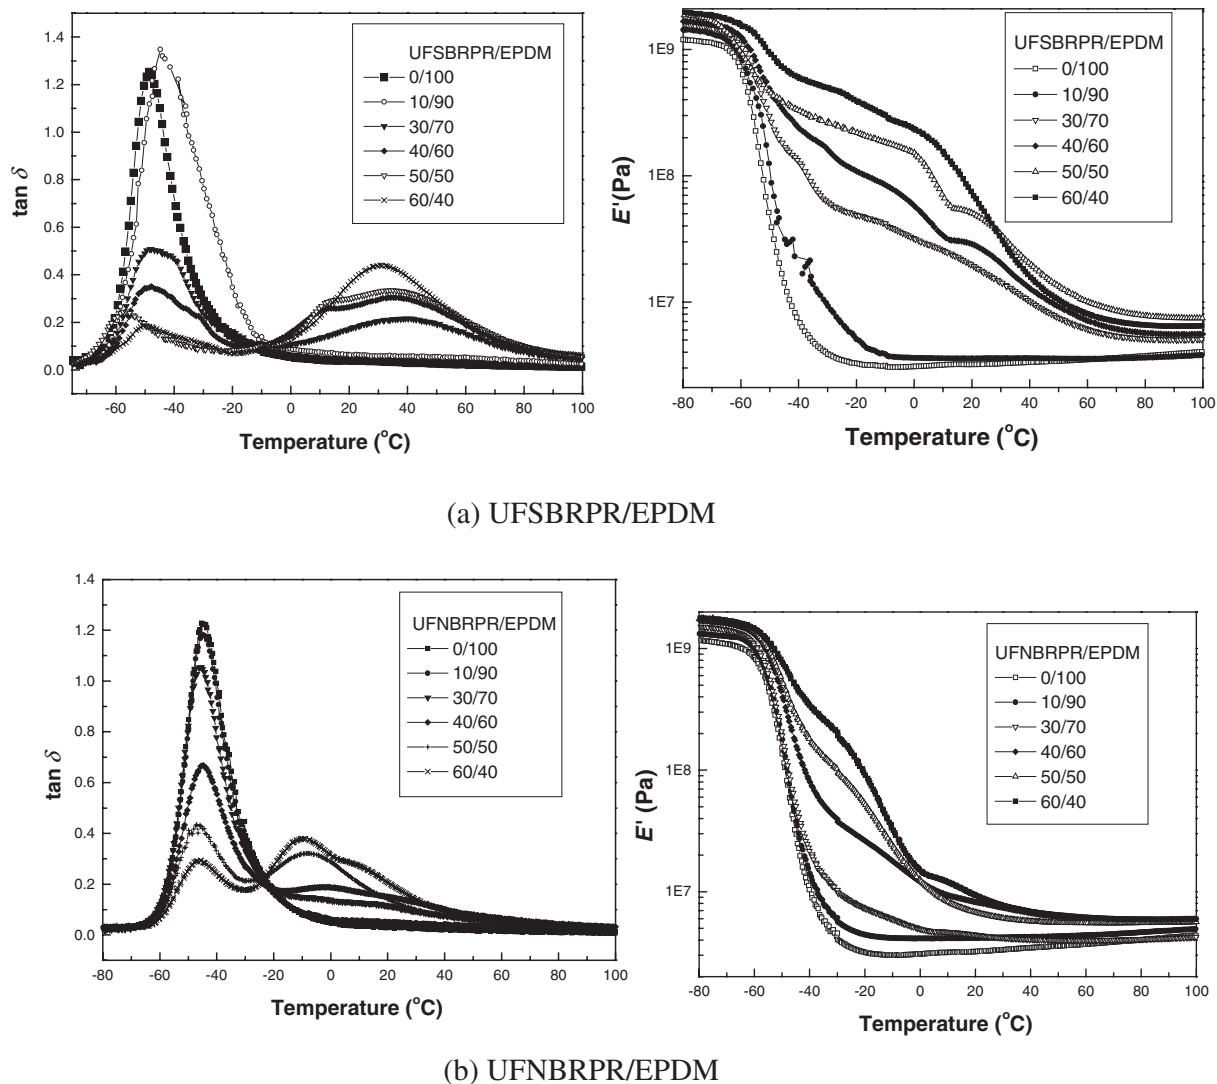 1.4
1.2
1.0
0.8
0.6
0.4
0.2
0.0
tan δ
UFSBRPR/EPDM
0/100
10/90
30/70
40/60
50/50
60/40
-60 -40 -20 0 20 40 60 80 100
Temperature (°C)
1E9
1E8
1E7
E'(Pa)
UFSBRPR/EPDM
0/100
10/90
30/70
40/60
50/50
60/40
-80 -60 -40 -20 0 20 40 60 80 100
Temperature (°C)
(a) UFSBRPR/EPDM
1.4
1.2
1.0
0.8
0.6
0.4
0.2
0.0
tan δ
UFNBRPR/EPDM
0/100
10/90
30/70
40/60
50/50
60/40
-80 -60 -40 -20 0 20 40 60 80 100
Temperature (°C)
1E9
1E8
1E7
E' (Pa)
UFNBRPR/EPDM
0/100
10/90
30/70
40/60
50/50
60/40
-80 -60 -40 -20 0 20 40 60 80 100
Temperature (°C)
(b) UFNBRPR/EPDM